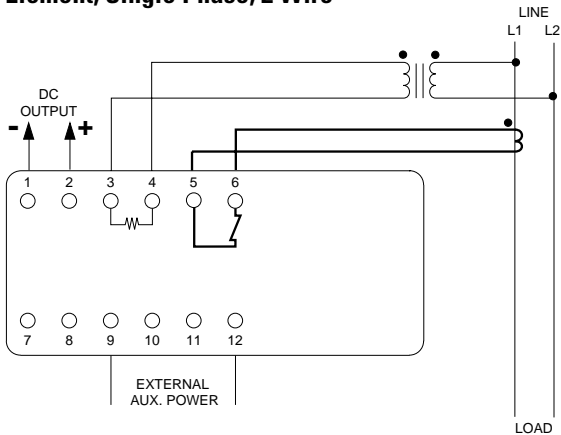 Element, Single Phase, 2 Wire
LINE
L1 L2
DC
OUTPUT
- +
1 2 3 4 5 6
7 8 9 10 11 12
EXTERNAL
AUX. POWER
LOAD